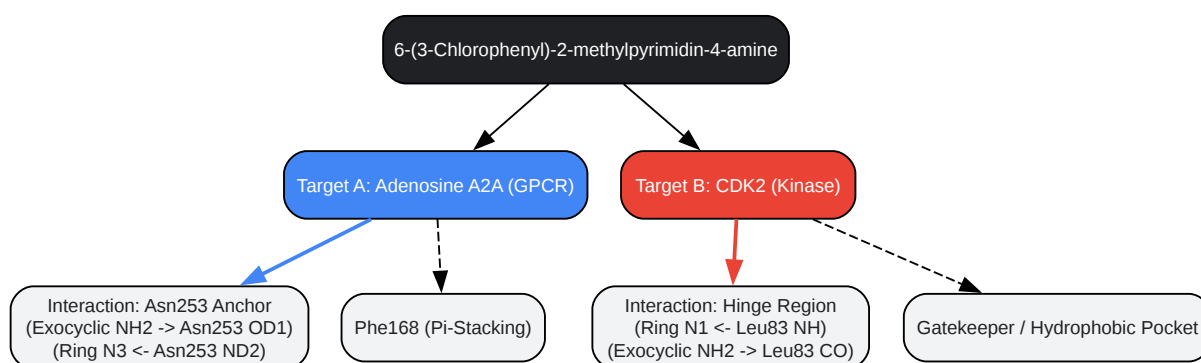 6-(3-Chlorophenyl)-2-methylpyrimidin-4-amine
Target A: Adenosine A2A (GPCR)
Target B: CDK2 (Kinase)
Interaction: Asn253 Anchor
(Exocyclic NH2 -> Asn253 OD1)
(Ring N3 <- Asn253 ND2)
Phe168 (Pi-Stacking)
Interaction: Hinge Region
(Ring N1 <- Leu83 NH)
(Exocyclic NH2 -> Leu83 CO)
Gatekeeper / Hydrophobic Pocket